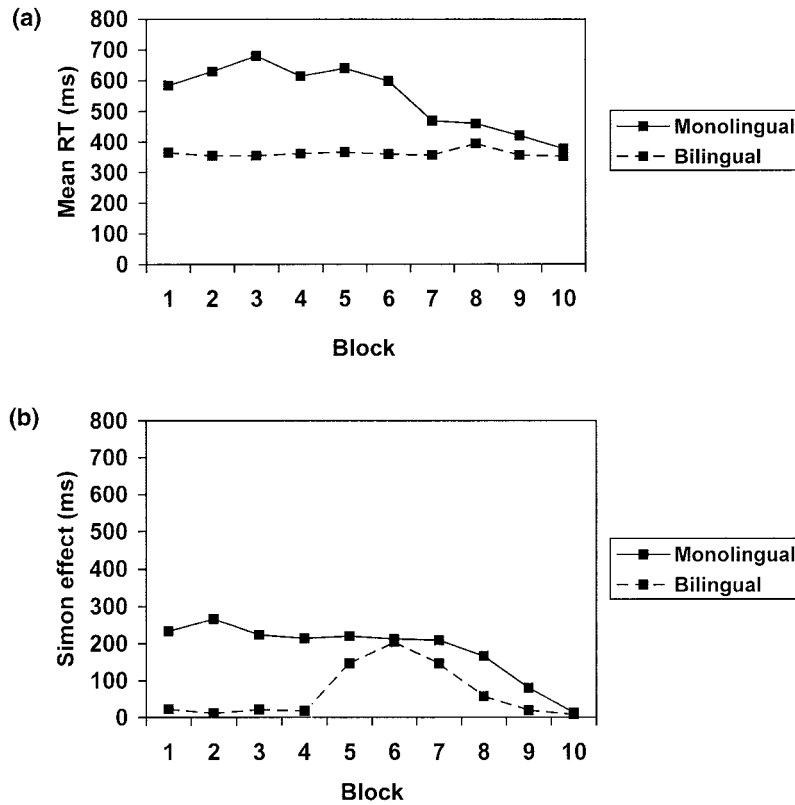 (a)
800
700
600
500
400
300
200
100
0
Mean RT (ms)
1 2 3 4 5 6 7 8 9 10
Block
Monolingual
Bilingual
(b)
800
700
600
500
400
300
200
100
0
Simon effect (ms)
1 2 3 4 5 6 7 8 9 10
Block
Monolingual
Bilingual